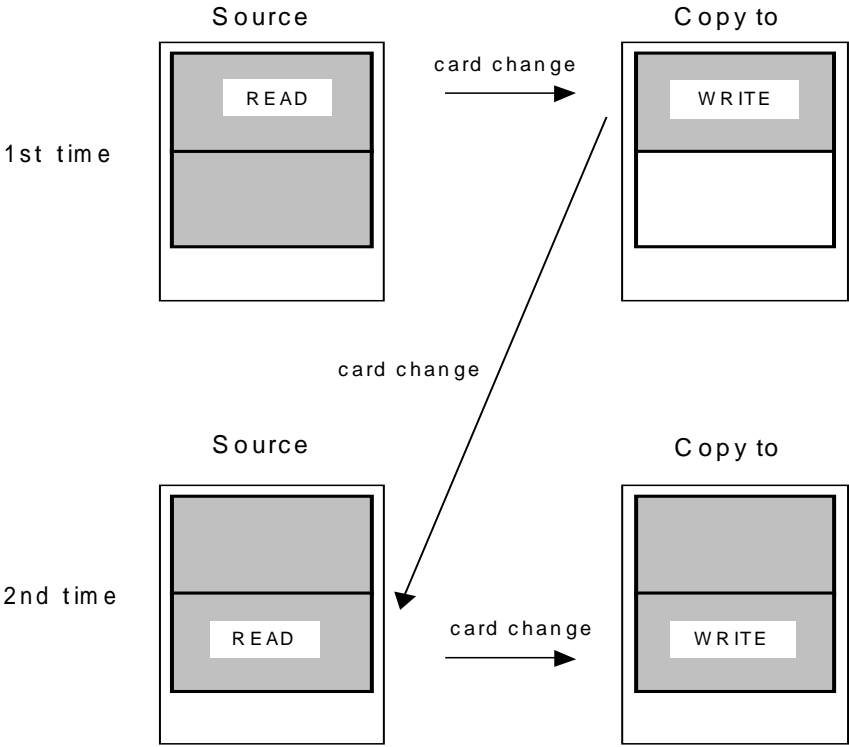 Source
Copy to
card change
READ
WRITE
1st time
card change
Source
Copy to
2nd time
card change
READ
WRITE